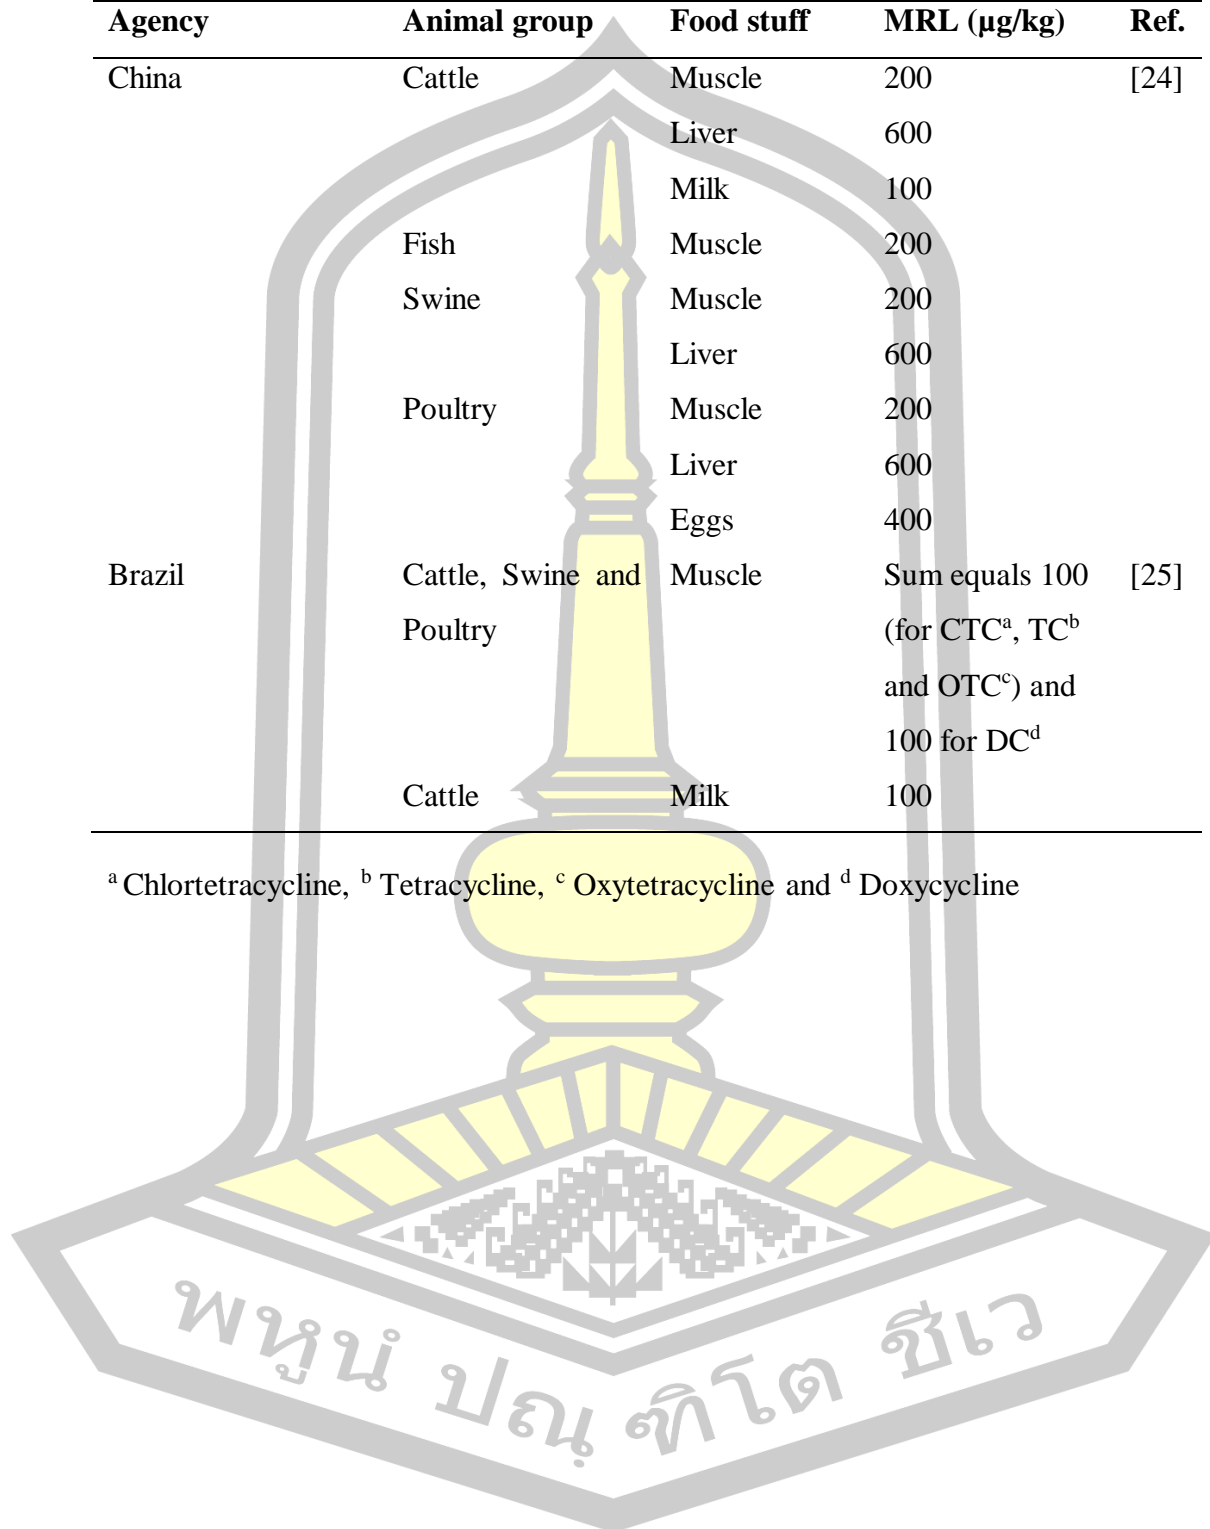 Agency Animal group Food stuff MRL (µg/kg) Ref.
China Cattle Muscle 200 [24]
Liver 600
Milk 100
Fish Muscle 200
Swine Muscle 200
Liver 600
Poultry Muscle 200
Liver 600
Eggs 400
Brazil Cattle, Swine and Muscle Sum equals 100 [25]
Poultry (for CTCᵃ, TCᵇ
and OTCᶜ) and
100 for DCᵈ
Cattle Milk 100
ᵃ Chlortetracycline, ᵇ Tetracycline, ᶜ Oxytetracycline and ᵈ Doxycycline
พหูนํ ปณฺฑิโต ชีเว